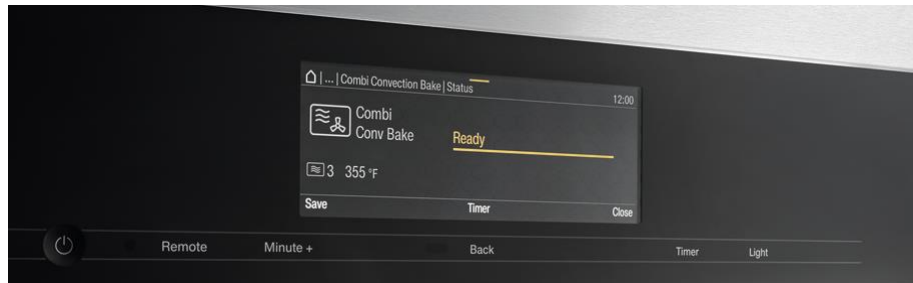 | ... | Combi Convection Bake | Status
12:00
Combi
Conv Bake
Ready
3 355 °F
Save Timer Close
Remote Minute + Back Timer Light